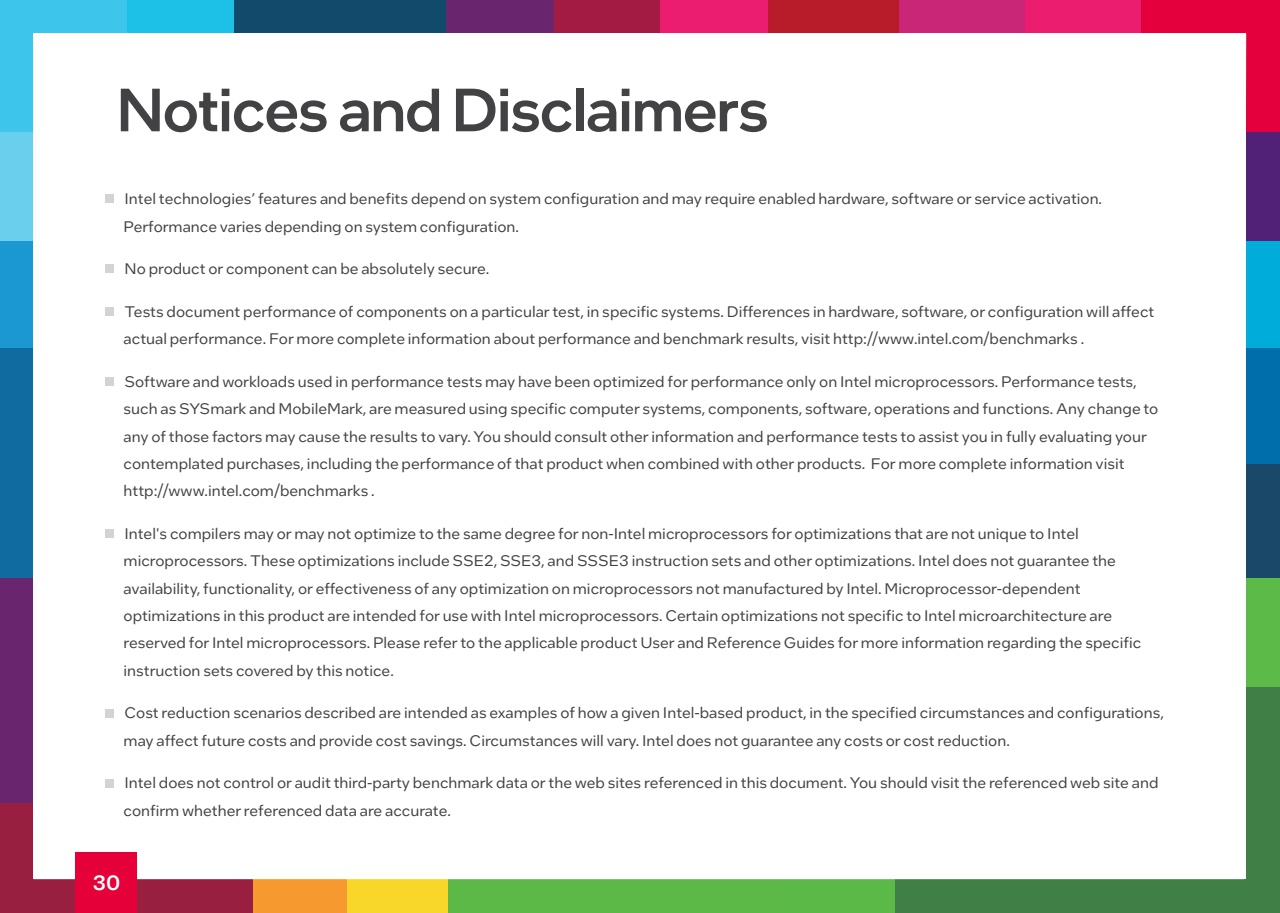 Notices and Disclaimers
Intel technologies’ features and benefits depend on system configuration and may require enabled hardware, software or service activation.
Performance varies depending on system configuration.
No product or component can be absolutely secure.
Tests document performance of components on a particular test, in specific systems. Differences in hardware, software, or configuration will affect
actual performance. For more complete information about performance and benchmark results, visit http://www.intel.com/benchmarks .
Software and workloads used in performance tests may have been optimized for performance only on Intel microprocessors. Performance tests,
such as SYSmark and MobileMark, are measured using specific computer systems, components, software, operations and functions. Any change to
any of those factors may cause the results to vary. You should consult other information and performance tests to assist you in fully evaluating your
contemplated purchases, including the performance of that product when combined with other products.  For more complete information visit
http://www.intel.com/benchmarks .
Intel's compilers may or may not optimize to the same degree for non-Intel microprocessors for optimizations that are not unique to Intel
microprocessors. These optimizations include SSE2, SSE3, and SSSE3 instruction sets and other optimizations. Intel does not guarantee the
availability, functionality, or effectiveness of any optimization on microprocessors not manufactured by Intel. Microprocessor-dependent
optimizations in this product are intended for use with Intel microprocessors. Certain optimizations not specific to Intel microarchitecture are
reserved for Intel microprocessors. Please refer to the applicable product User and Reference Guides for more information regarding the specific
instruction sets covered by this notice.
Cost reduction scenarios described are intended as examples of how a given Intel-based product, in the specified circumstances and configurations,
may affect future costs and provide cost savings. Circumstances will vary. Intel does not guarantee any costs or cost reduction.
Intel does not control or audit third-party benchmark data or the web sites referenced in this document. You should visit the referenced web site and
confirm whether referenced data are accurate.
30